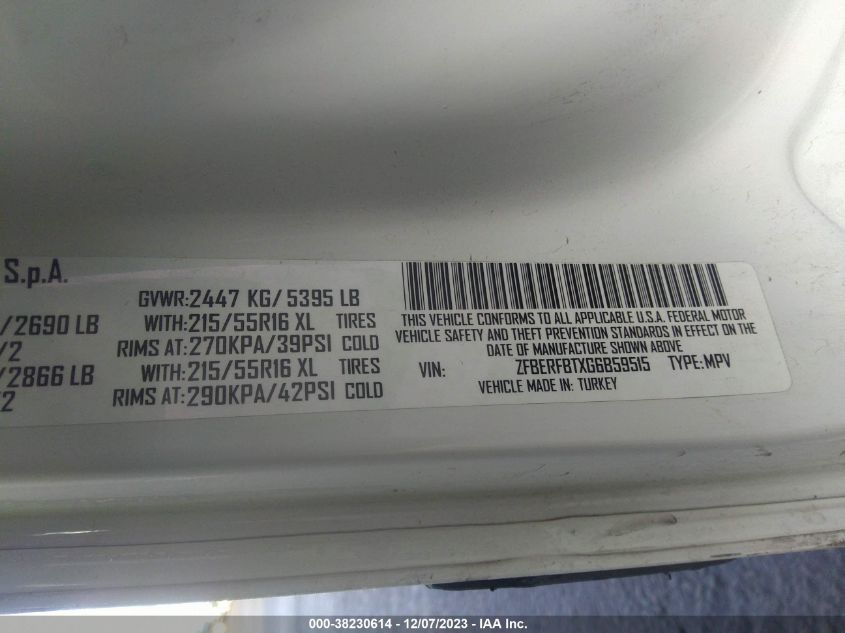 S.p.A.
GVWR:2447 KG/ 5395 LB
/2690 LB WITH:215/55R16 XL TIRES
/2 RIMS AT:270KPA/39PSI COLD
/2866 LB WITH:215/55R16 XL TIRES
2 RIMS AT:290KPA/42PSI COLD
THIS VEHICLE CONFORMS TO ALL APPLICABLE U.S.A. FEDERAL MOTOR
VEHICLE SAFETY AND THEFT PREVENTION STANDARDS IN EFFECT ON THE
DATE OF MANUFACTURE SHOWN ABOVE
VIN: ZFBERFBTXG6B59515 TYPE:MPV
VEHICLE MADE IN: TURKEY
000-38230614 - 12/07/2023 - IAA Inc.